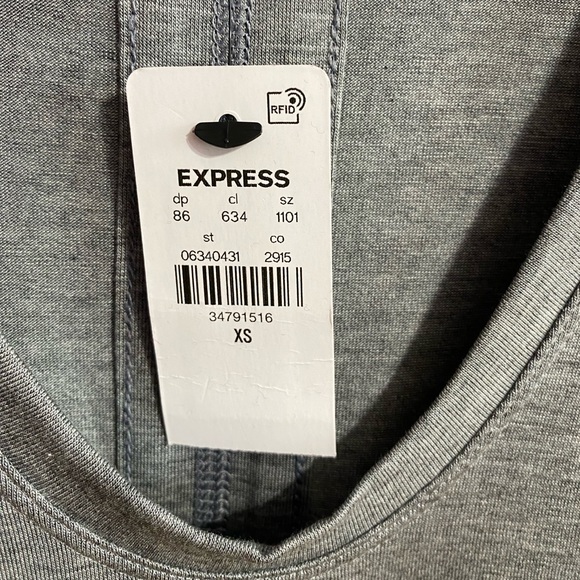 RFID
EXPRESS
dp cl sz
86 634 1101
st co
06340431 2915
34791516
XS